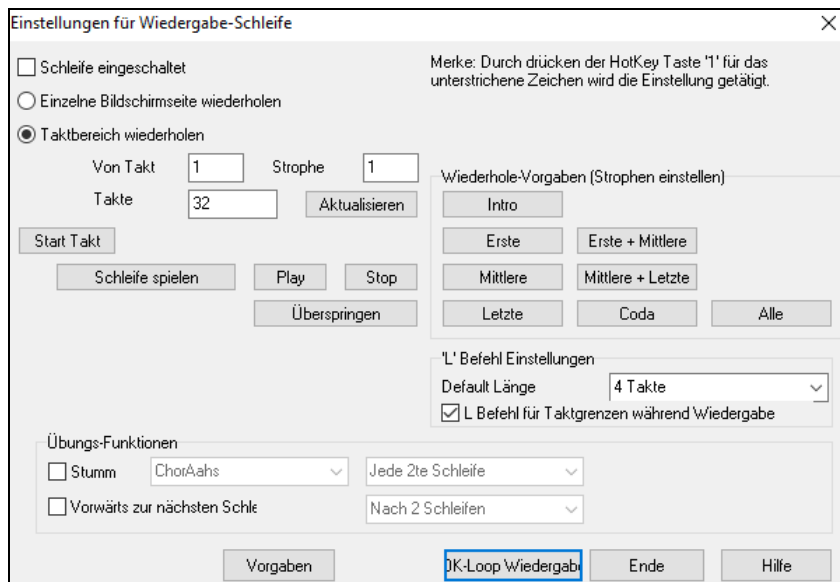 Einstellungen für Wiedergabe-Schleife
Schleife eingeschaltet
Merke: Durch drücken der HotKey Taste '1' für das
unterstrichene Zeichen wird die Einstellung getätigt.
Einzelne Bildschirmseite wiederholen
Taktbereich wiederholen
Von Takt 1 Strophe 1
Takte 32 Aktualisieren
Start Takt
Schleife spielen Play Stop
Überspringen
Wiederhole-Vorgaben (Strophen einstellen)
Intro
Erste Erste + Mittlere
Mittlere Mittlere + Letzte
Letzte Coda Alle
'L' Befehl Einstellungen
Default Länge 4 Takte
L Befehl für Taktgrenzen während Wiedergabe
Übungs-Funktionen
Stumm ChorAahs Jede 2te Schleife
Vorwärts zur nächsten Schle Nach 2 Schleifen
Vorgaben OK-Loop Wiedergabe Ende Hilfe